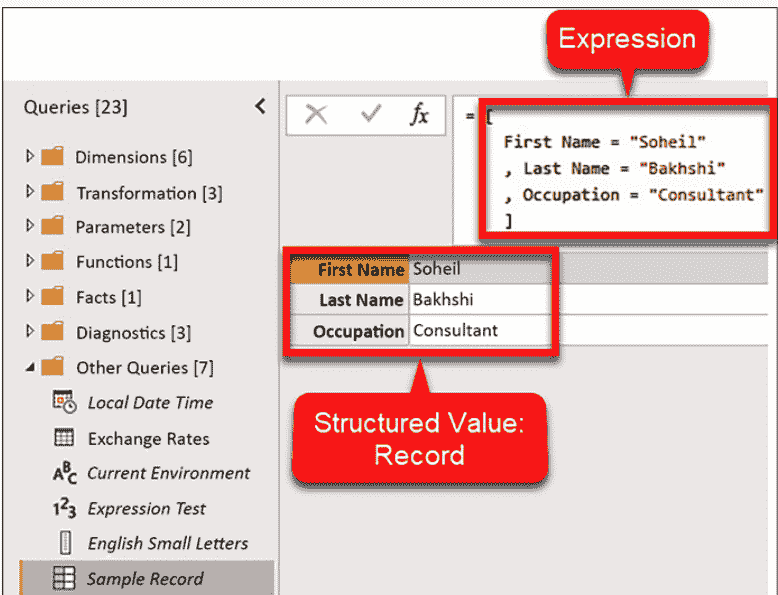 Expression
Queries [23]
fx
= [
First Name = "Soheil"
, Last Name = "Bakhshi"
, Occupation = "Consultant"
]
Dimensions [6]
Transformation [3]
Parameters [2]
Functions [1]
Facts [1]
Diagnostics [3]
Other Queries [7]
Local Date Time
Exchange Rates
ABC Current Environment
123 Expression Test
English Small Letters
Sample Record
First Name Soheil
Last Name Bakhshi
Occupation Consultant
Structured Value:
Record